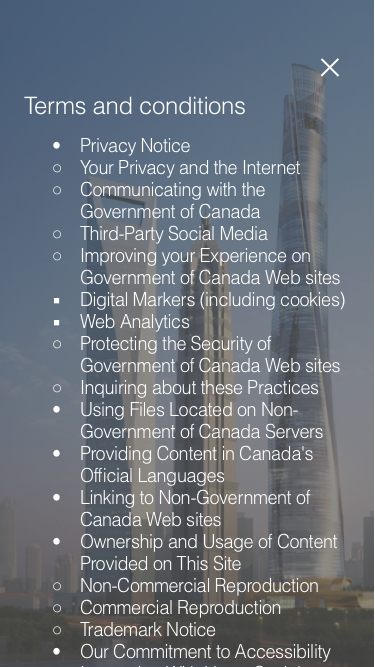 Terms and conditions
• Privacy Notice
○ Your Privacy and the Internet
○ Communicating with the
Government of Canada
○ Third-Party Social Media
○ Improving your Experience on
Government of Canada Web sites
▪ Digital Markers (including cookies)
▪ Web Analytics
○ Protecting the Security of
Government of Canada Web sites
○ Inquiring about these Practices
• Using Files Located on Non-
Government of Canada Servers
• Providing Content in Canada's
Official Languages
• Linking to Non-Government of
Canada Web sites
• Ownership and Usage of Content
Provided on This Site
○ Non-Commercial Reproduction
○ Commercial Reproduction
○ Trademark Notice
• Our Commitment to Accessibility